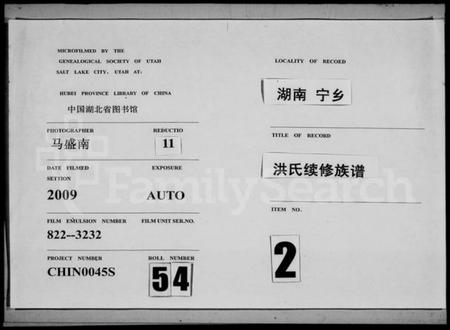 MICROFILMED BY THE
GENEALOGICAL SOCIETY OF UTAH
SALT LAKE CITY, UTAH AT:
HUBEI PROVINCE LIBRARY OF CHINA
中国湖北省图书馆
PHOTOGRAPHER REDUCTIO
马盛南 11
DATE FILMED EXPOSURE
SETTION
2009 AUTO
FILM EMULSION NUMBER FILM UNIT SER.NO.
822--3232
PROJECT NUMBER ROLL NUMBER
CHIN0045S 54
LOCALITY OF RECOED
湖南 宁乡
TITLE OF RECORD
洪氏续修族谱
ITEM NO.
2
FamilySearch